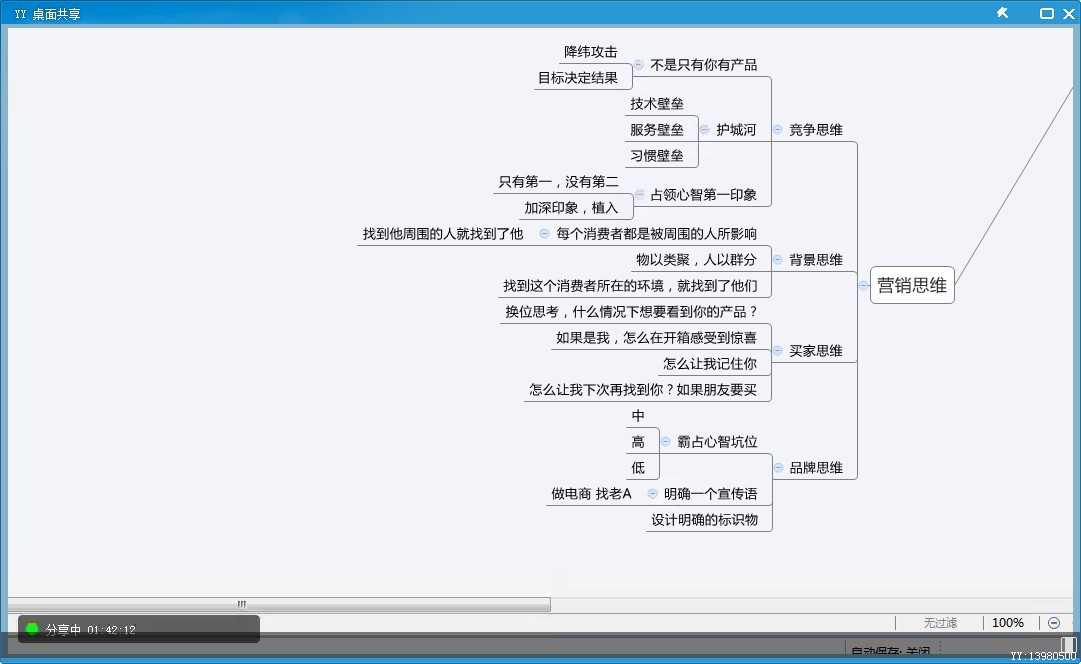 YY 桌面共享
降纬攻击
不是只有你有产品
目标决定结果
技术壁垒
服务壁垒
护城河
竞争思维
习惯壁垒
只有第一，没有第二
占领心智第一印象
加深印象，植入
找到他周围的人就找到了他
每个消费者都是被周围的人所影响
物以类聚，人以群分
背景思维
找到这个消费者所在的环境，就找到了他们
营销思维
换位思考，什么情况下想要看到你的产品？
如果是我，怎么在开箱感受到惊喜
买家思维
怎么让我记住你
怎么让我下次再找到你？如果朋友要买
中
高
霸占心智坑位
低
品牌思维
做电商 找老A
明确一个宣传语
设计明确的标识物
无过滤
100%
分享中 01:42:12
自动保存: 关闭
YY:13980500